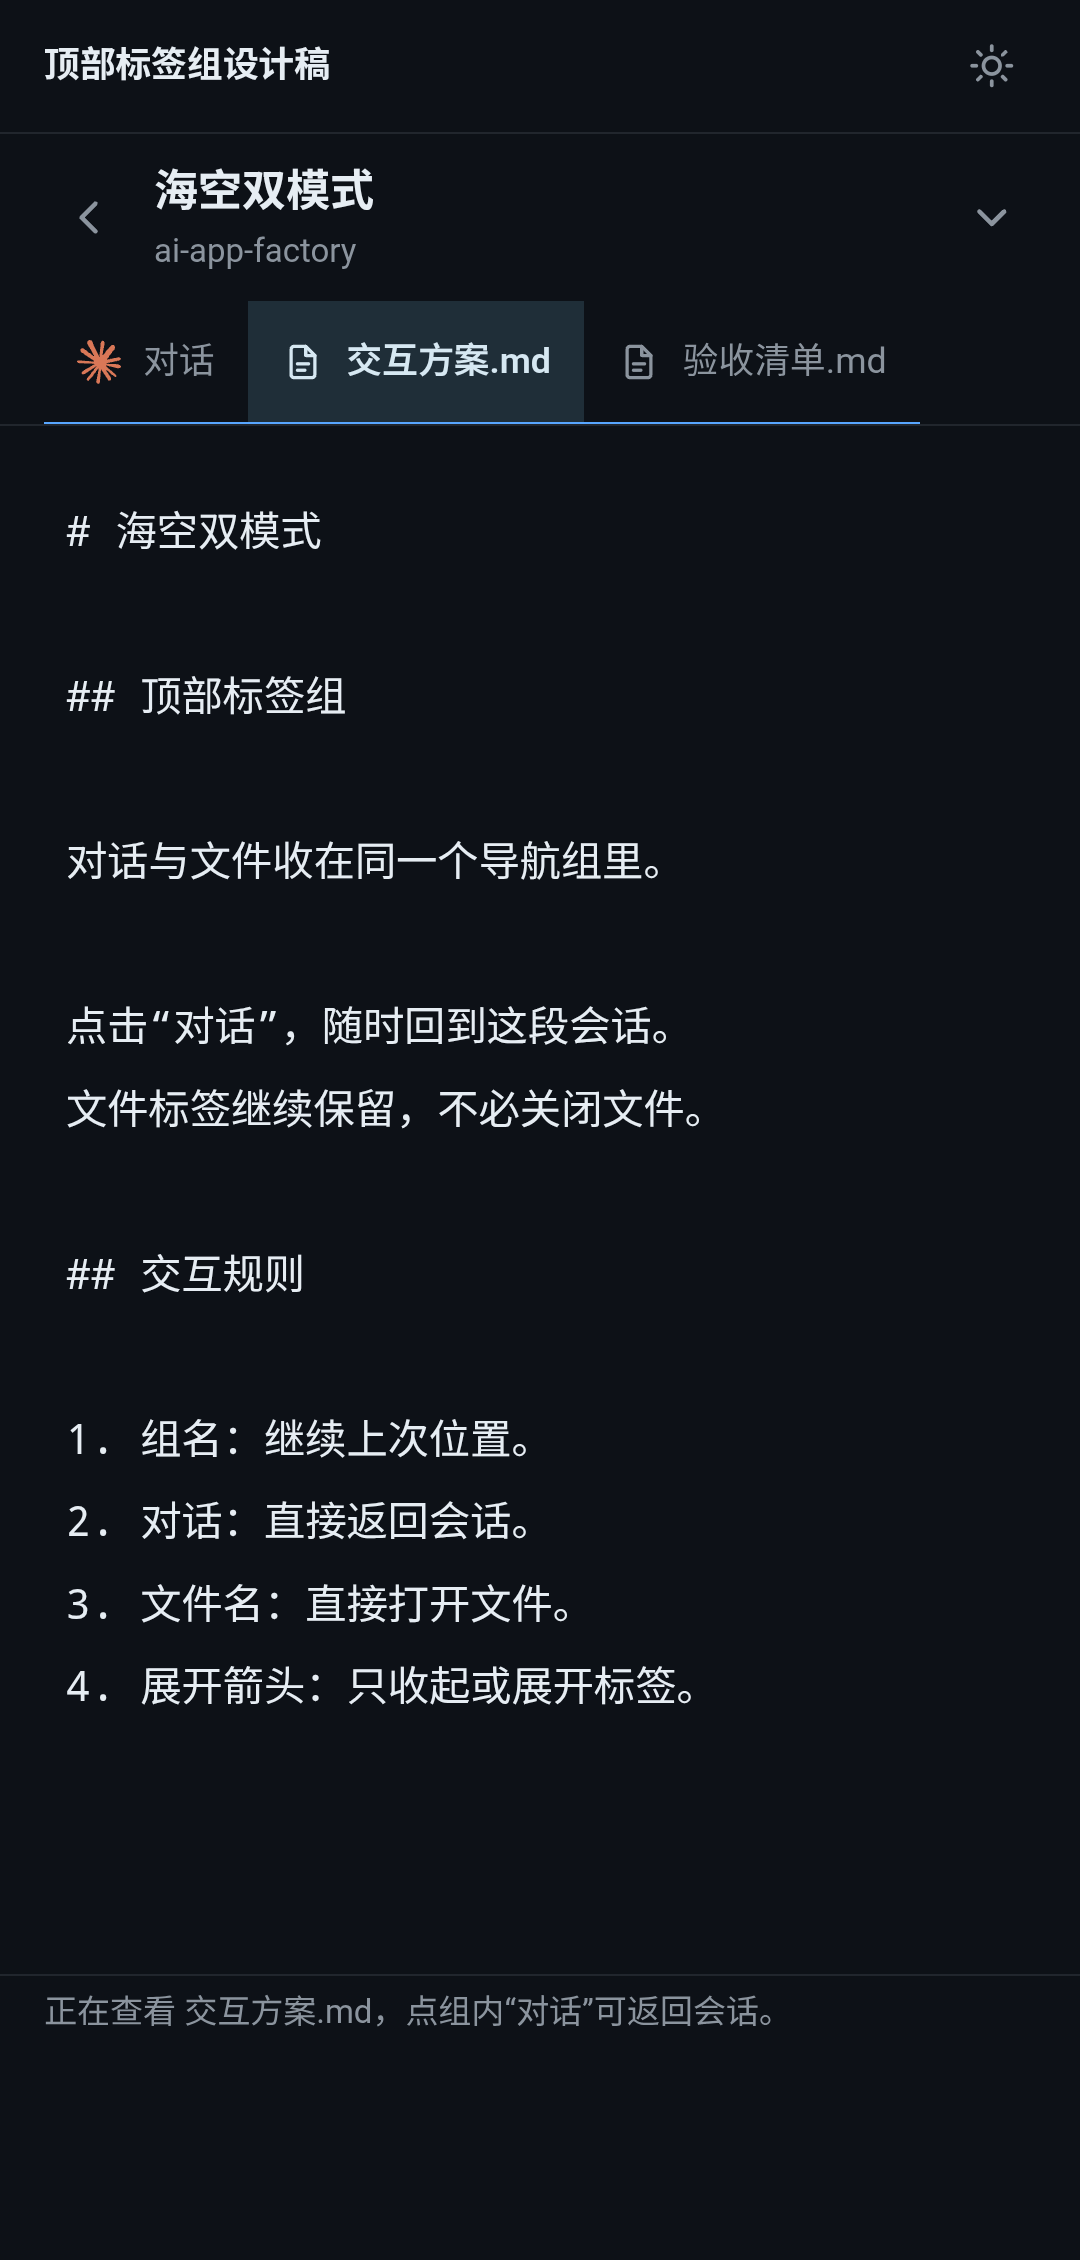 顶部标签组设计稿
海空双模式
ai-app-factory
对话 交互方案.md 验收清单.md
# 海空双模式
## 顶部标签组
对话与文件收在同一个导航组里。
点击“对话”，随时回到这段会话。
文件标签继续保留，不必关闭文件。
## 交互规则
1. 组名：继续上次位置。
2. 对话：直接返回会话。
3. 文件名：直接打开文件。
4. 展开箭头：只收起或展开标签。
正在查看 交互方案.md，点组内“对话”可返回会话。